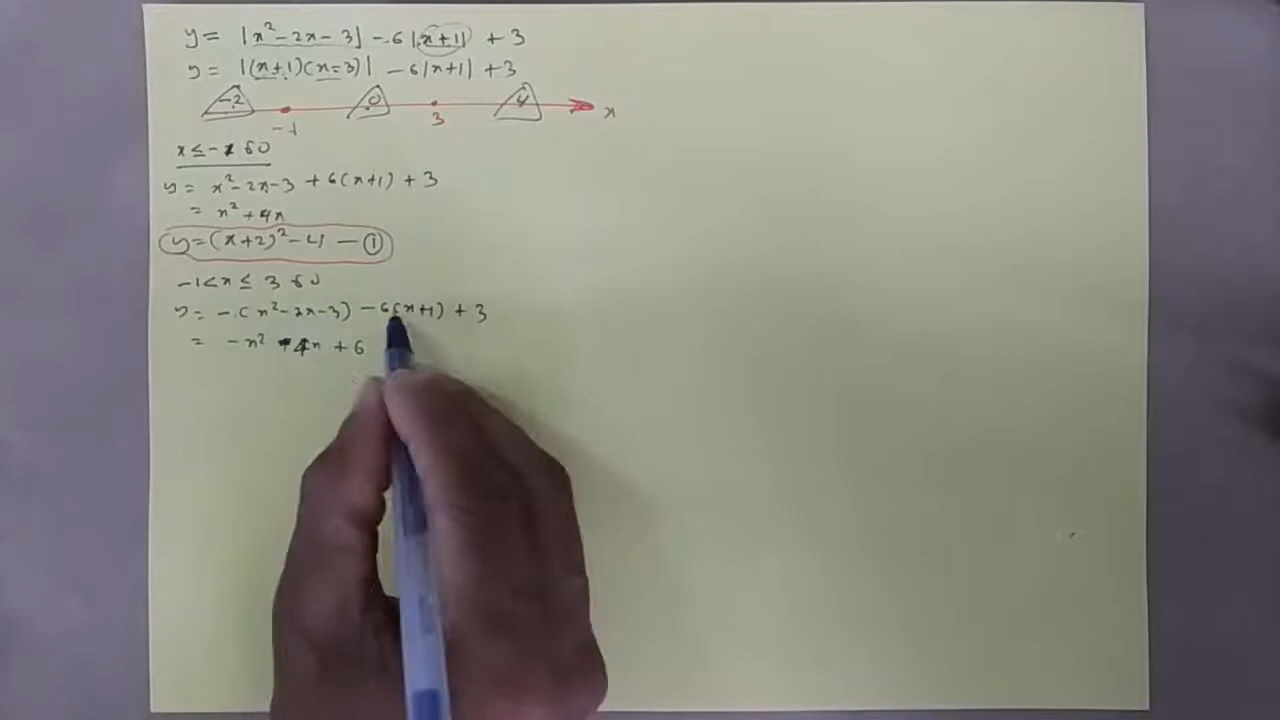 y = |x² - 2x - 3| - 6|x+1| + 3
y = |(x+1)(x-3)| - 6|x+1| + 3
-2 0 4
-1 3 x
x ≤ -1
y = x² - 2x - 3 + 6(x+1) + 3
= x² + 4x
y = (x+2)² - 4 — ①
-1 < x ≤ 3
y = -(x² - 2x - 3) - 6(x+1) + 3
= -x² - 4x + 6